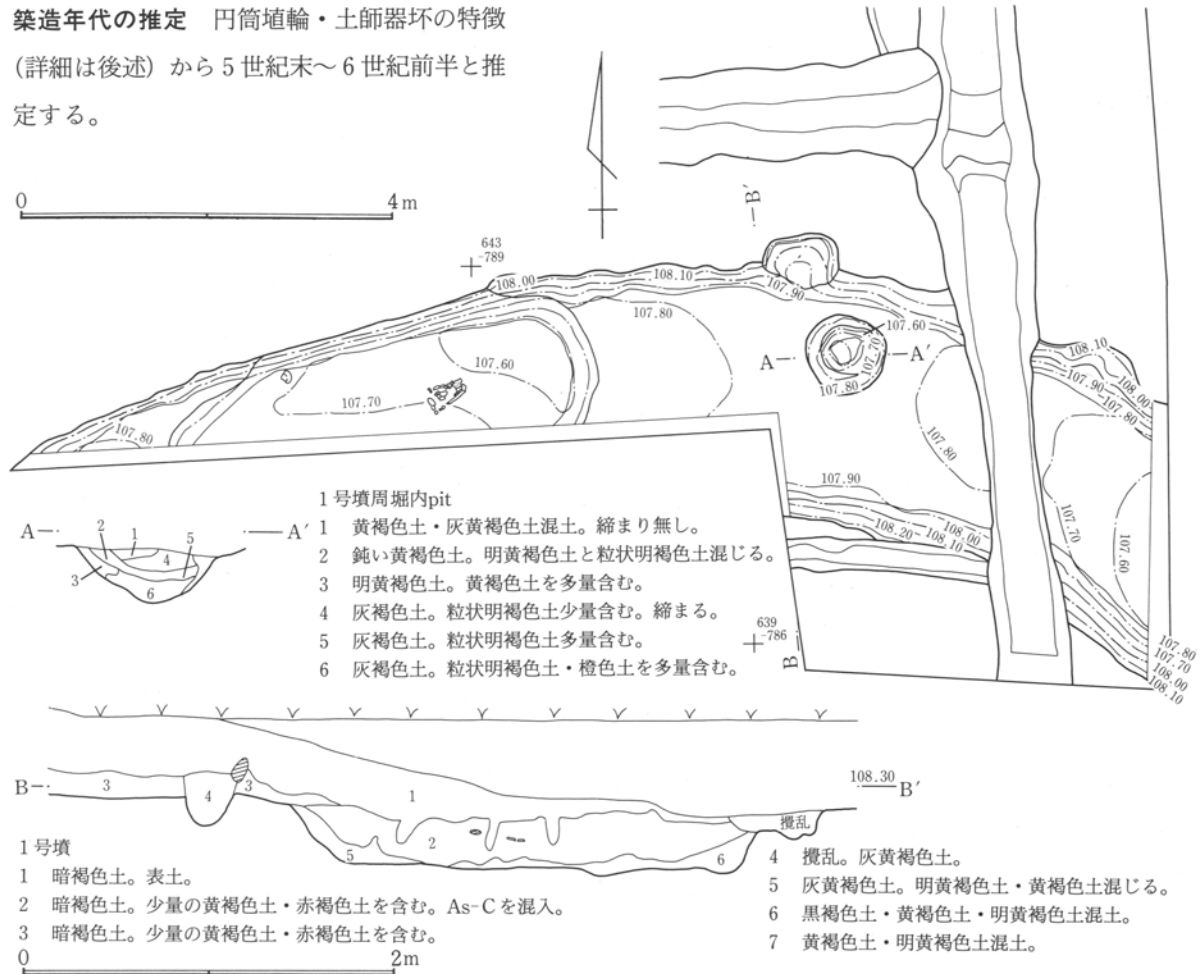 築造年代の推定　円筒埴輪・土師器坏の特徴
(詳細は後述) から5世紀末〜6世紀前半と推
定する。
0 4m
B′
643
-789
108.00
108.10
107.90
107.80
107.60
107.70
A A′
107.80
107.60
107.70
107.80
107.80
108.10
107.90
108.00
107.80
107.90
108.20
108.10
108.00
107.70
107.60
639
-786
B
107.80
107.70
108.00
108.10
A A′
2 1 5
4
3
6
1号墳周堀内pit
1　黄褐色土・灰黄褐色土混土。締まり無し。
2　鈍い黄褐色土。明黄褐色土と粒状明褐色土混じる。
3　明黄褐色土。黄褐色土を多量含む。
4　灰褐色土。粒状明褐色土少量含む。締まる。
5　灰褐色土。粒状明褐色土多量含む。
6　灰褐色土。粒状明褐色土・橙色土を多量含む。
B 108.30 B′
3 4 3 1
2 5 6 攪乱
1号墳
1　暗褐色土。表土。
2　暗褐色土。少量の黄褐色土・赤褐色土を含む。As-Cを混入。
3　暗褐色土。少量の黄褐色土・赤褐色土を含む。
4　攪乱。灰黄褐色土。
5　灰黄褐色土。明黄褐色土・黄褐色土混じる。
6　黒褐色土・黄褐色土・明黄褐色土混土。
7　黄褐色土・明黄褐色土混土。
0 2m